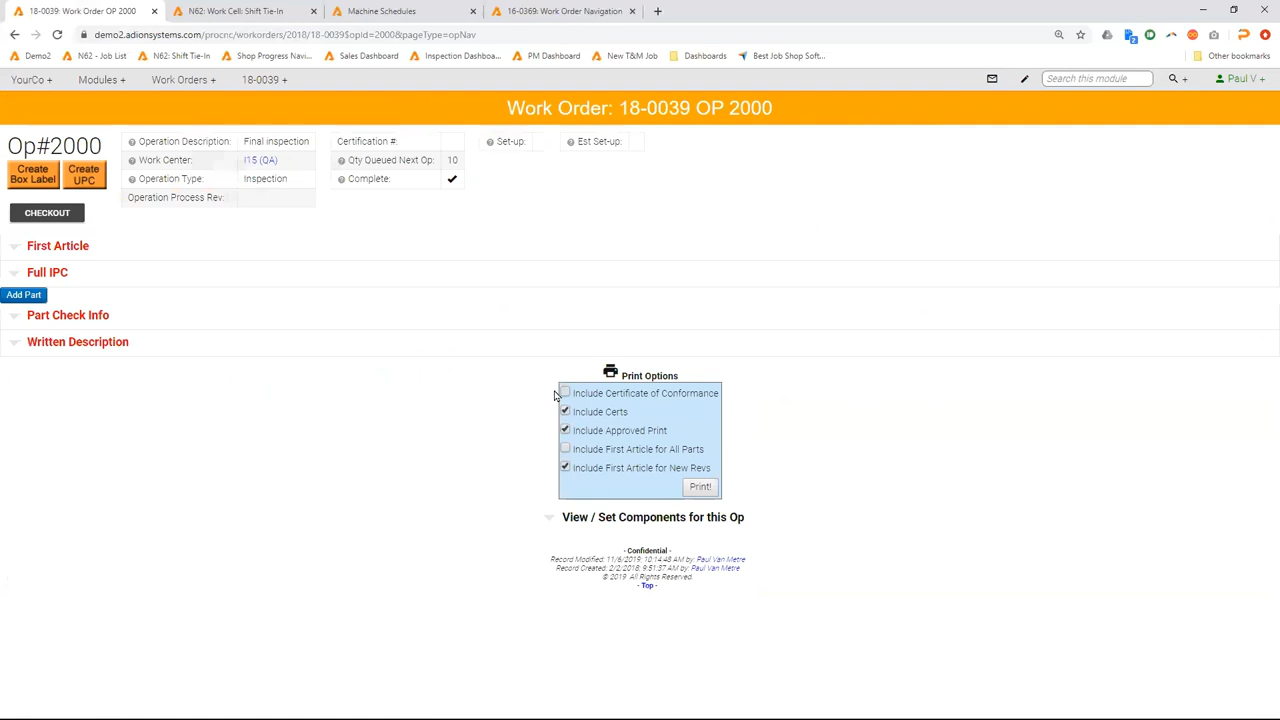 18-0039: Work Order OP 2000
N62: Work Cell: Shift Tie-In
Machine Schedules
16-0369: Work Order Navigation
demo2.adionsystems.com/procnc/workorders/2018/18-0039$opId=2000&pageType=opNav
Demo2
N62 - Job List
N62: Shift Tie-In
Shop Progress Navi...
Sales Dashboard
Inspection Dashboa...
PM Dashboard
New T&M Job
Dashboards
Best Job Shop Soft...
Other bookmarks
YourCo +
Modules +
Work Orders +
18-0039 +
Search this module
+
Paul V +
Work Order: 18-0039 OP 2000
Op#2000
Create Box Label
Create UPC
CHECKOUT
Operation Description: Final inspection
Work Center: I15 (QA)
Operation Type: Inspection
Operation Process Rev:
Certification #:
Qty Queued Next Op: 10
Complete:
Set-up:
Est Set-up:
First Article
Full IPC
Add Part
Part Check Info
Written Description
Print Options
Include Certificate of Conformance
Include Certs
Include Approved Print
Include First Article for All Parts
Include First Article for New Revs
Print!
View / Set Components for this Op
- Confidential -
Record Modified: 11/6/2019; 10:14:48 AM by: Paul Van Metre
Record Created: 2/2/2018; 9:51:37 AM by: Paul Van Metre
© 2019. All Rights Reserved.
- Top -